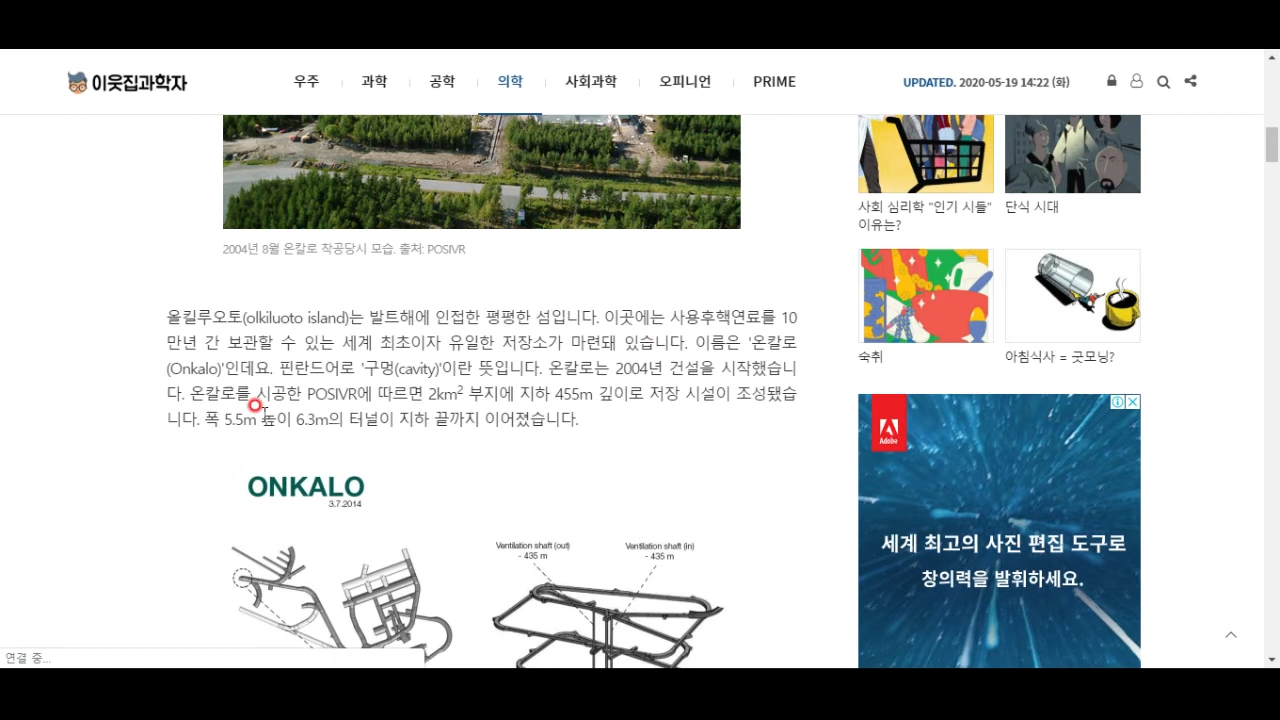 이웃집과학자
우주 과학 공학 의학 사회과학 오피니언 PRIME
UPDATED. 2020-05-19 14:22 (화)
2004년 8월 온칼로 착공당시 모습. 출처: POSIVR
올킬루오토(olkiluoto island)는 발트해에 인접한 평평한 섬입니다. 이곳에는 사용후핵연료를 10
만년 간 보관할 수 있는 세계 최초이자 유일한 저장소가 마련돼 있습니다. 이름은 '온칼로
(Onkalo)'인데요. 핀란드어로 '구멍(cavity)'이란 뜻입니다. 온칼로는 2004년 건설을 시작했습니
다. 온칼로를 시공한 POSIVR에 따르면 2km² 부지에 지하 455m 깊이로 저장 시설이 조성됐습
니다. 폭 5.5m 높이 6.3m의 터널이 지하 끝까지 이어졌습니다.
ONKALO
3.7.2014
Ventilation shaft (out)
- 435 m
Ventilation shaft (in)
- 435 m
사회 심리학 "인기 시들"
이유는?
단식 시대
숙취
아침식사 = 굿모닝?
Adobe
세계 최고의 사진 편집 도구로
창의력을 발휘하세요.
연결 중...